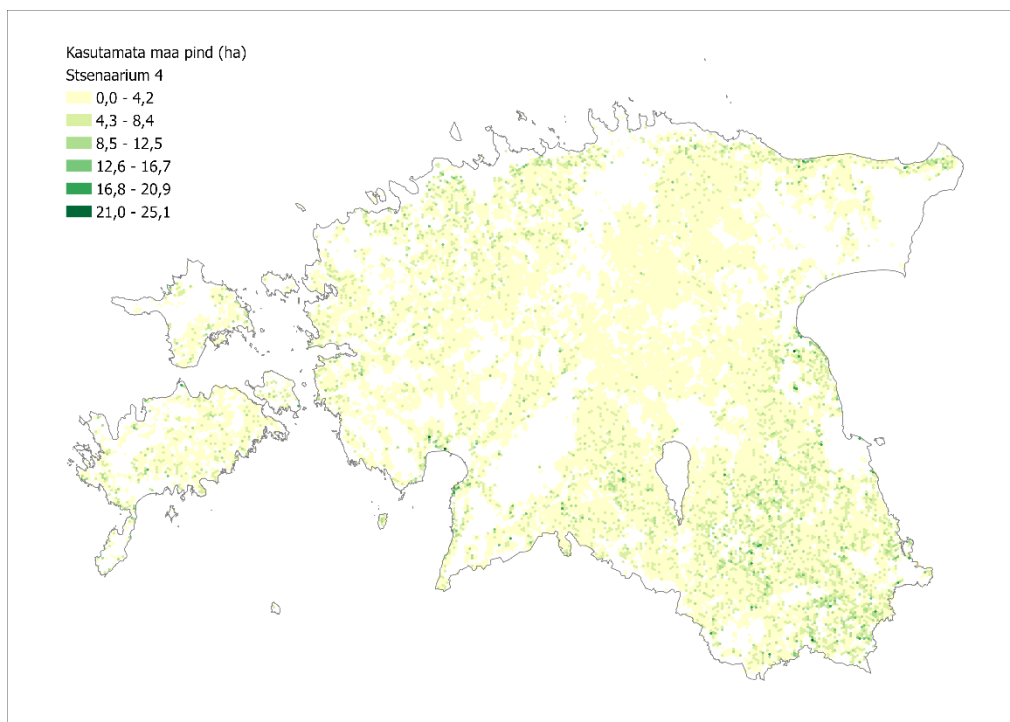 Kasutamata maa pind (ha)
Stsenaarium 4
0,0 - 4,2
4,3 - 8,4
8,5 - 12,5
12,6 - 16,7
16,8 - 20,9
21,0 - 25,1